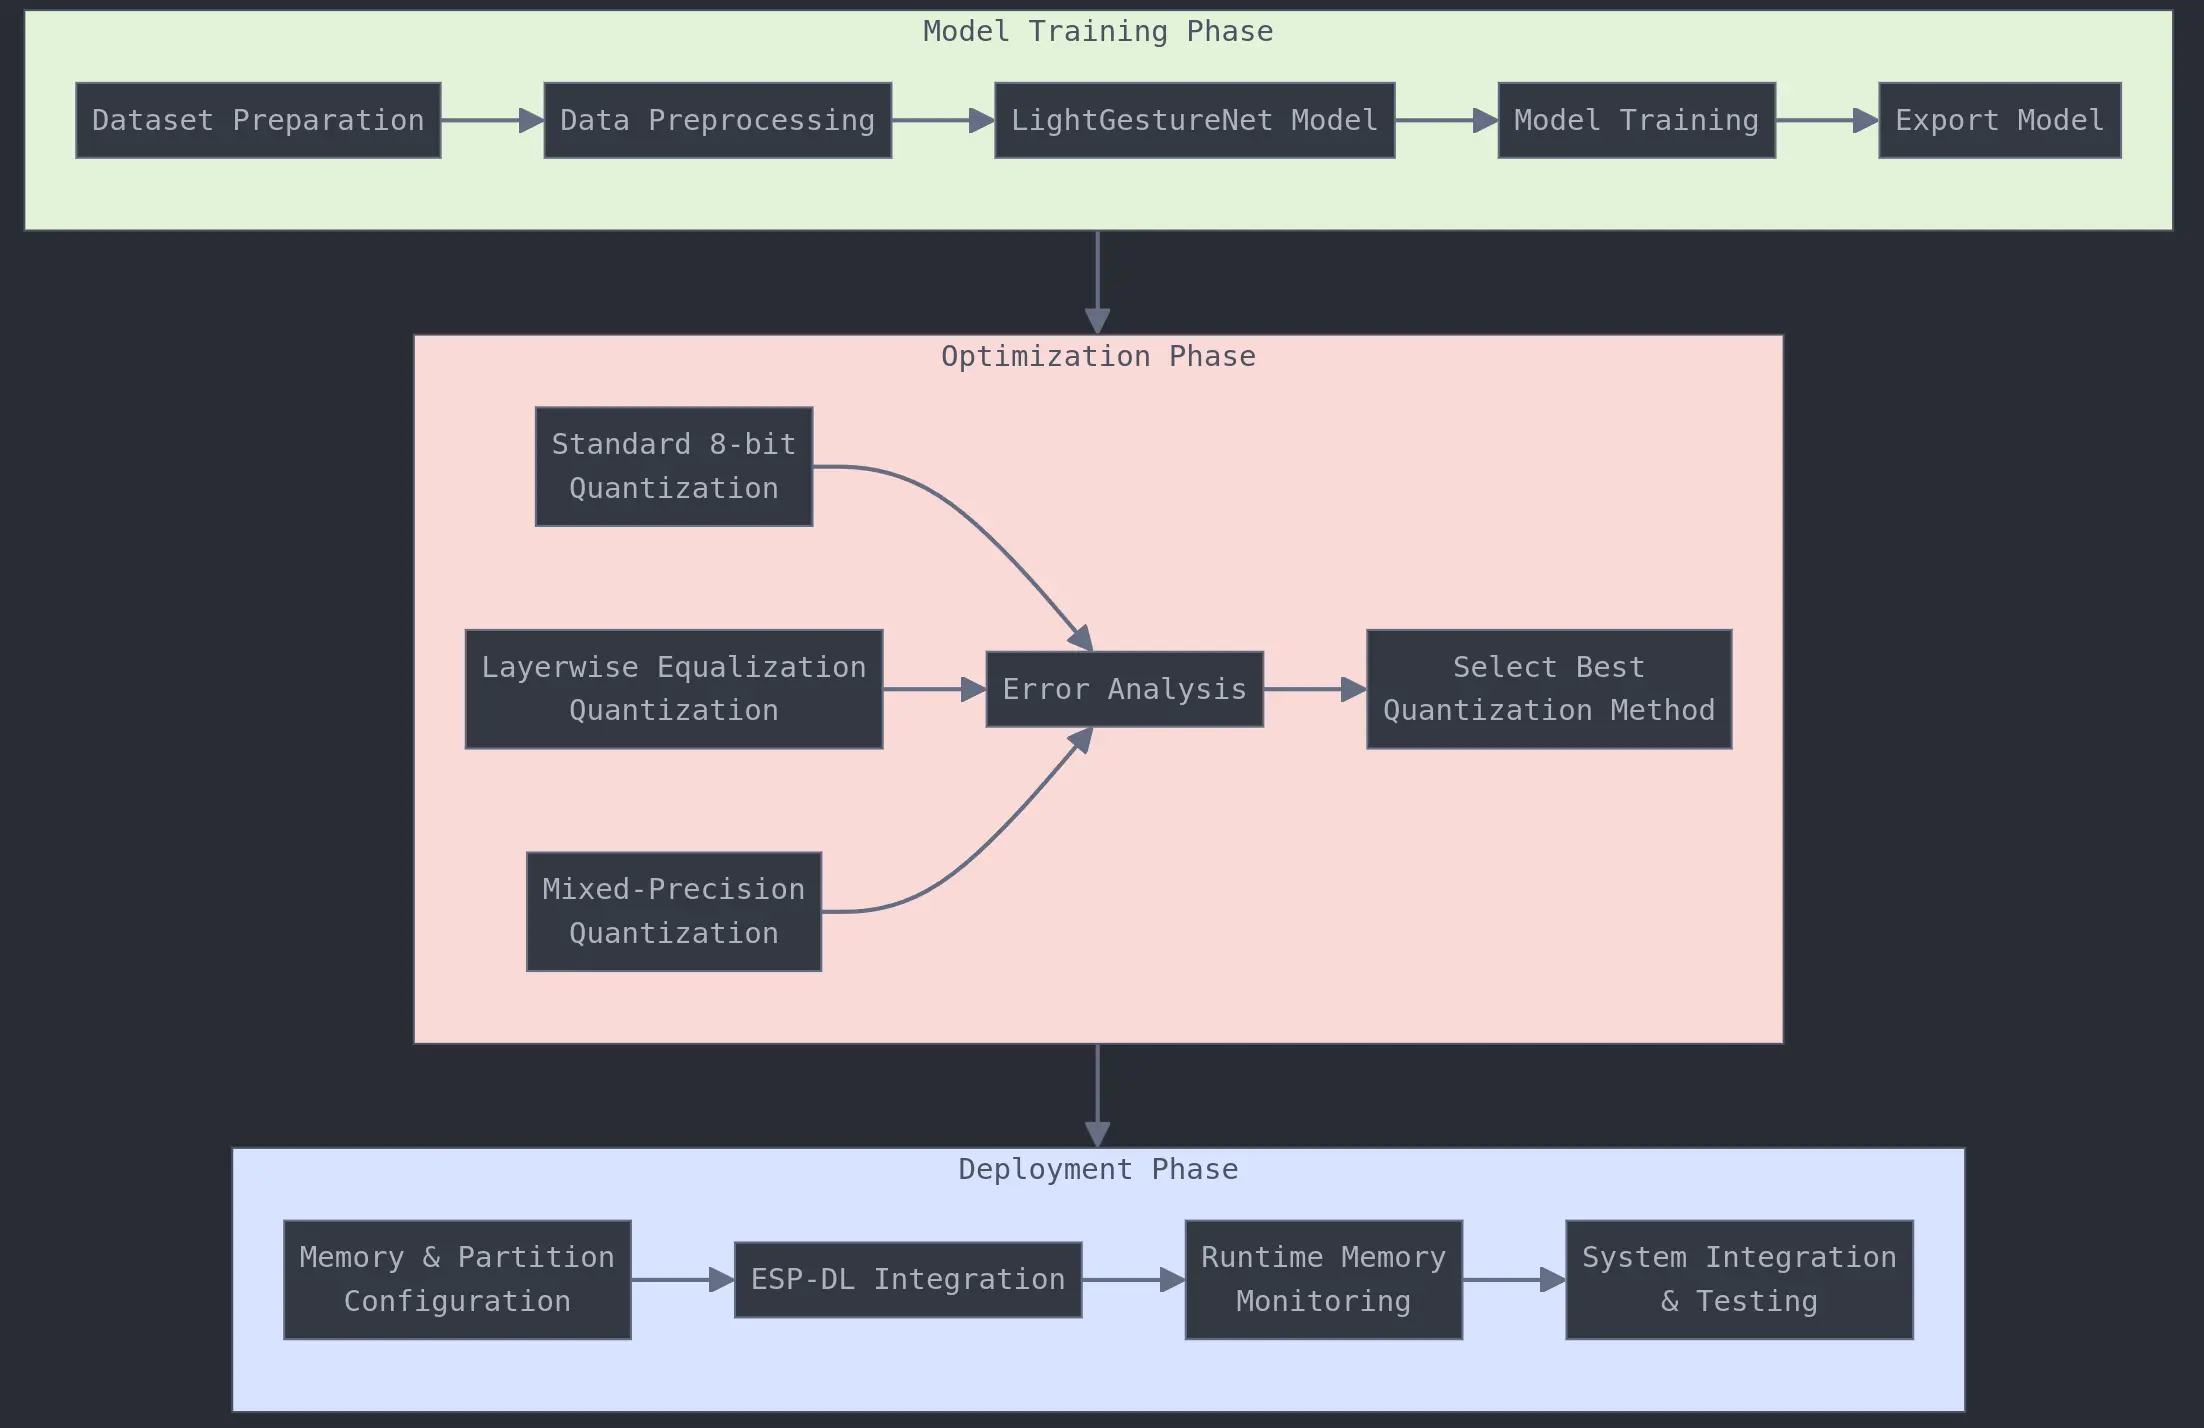 Model Training Phase
Dataset Preparation
Data Preprocessing
LightGestureNet Model
Model Training
Export Model
Optimization Phase
Standard 8-bit
Quantization
Layerwise Equalization
Quantization
Mixed-Precision
Quantization
Error Analysis
Select Best
Quantization Method
Deployment Phase
Memory & Partition
Configuration
ESP-DL Integration
Runtime Memory
Monitoring
System Integration
& Testing